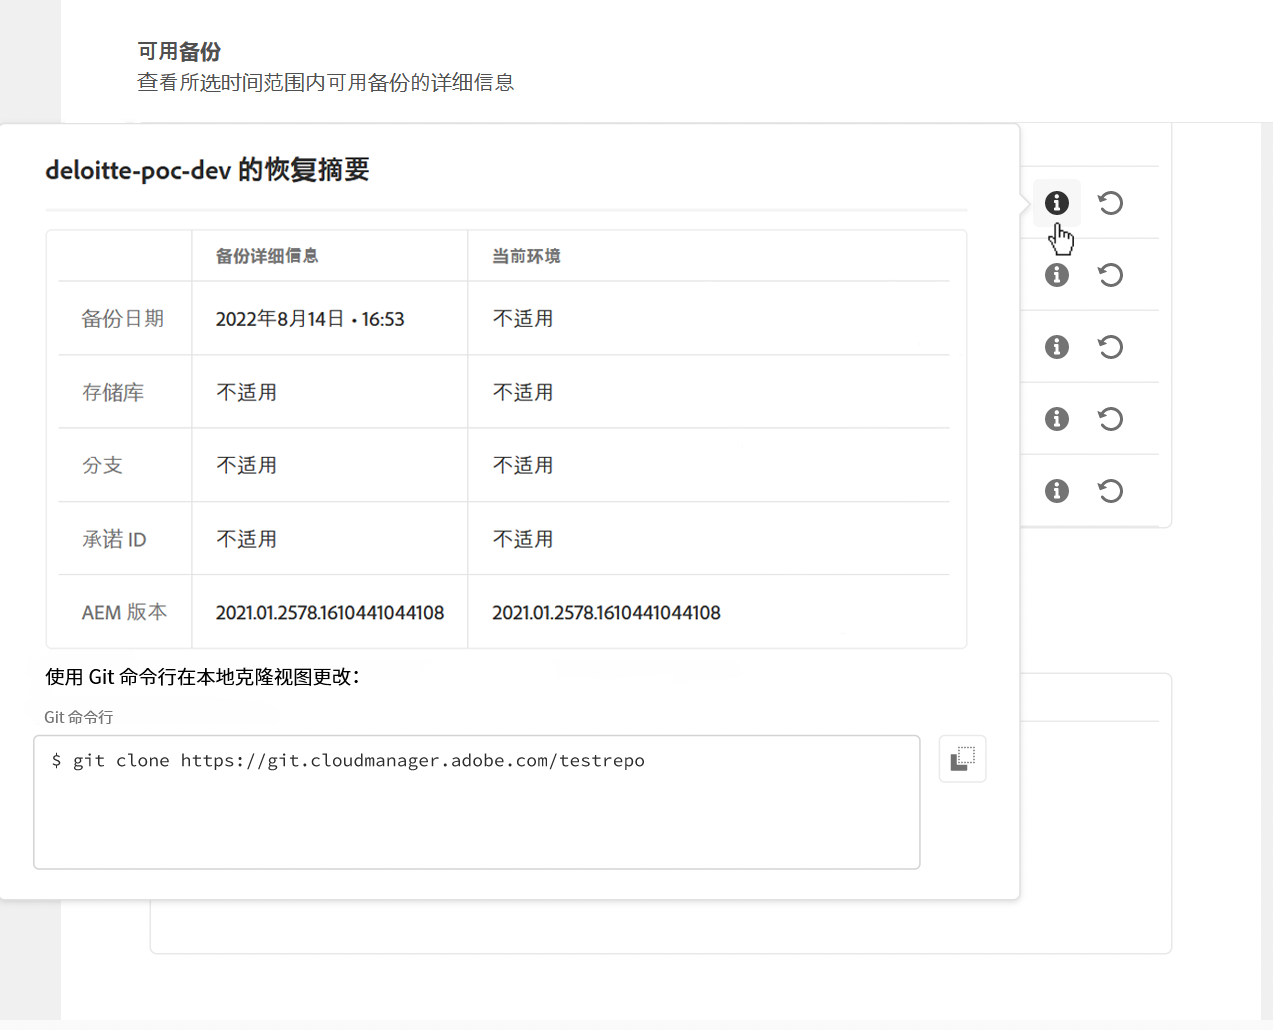 可用备份
查看所选时间范围内可用备份的详细信息
deloitte-poc-dev 的恢复摘要
备份详细信息 当前环境
备份日期 2022年8月14日 • 16:53 不适用
存储库 不适用 不适用
分支 不适用 不适用
承诺 ID 不适用 不适用
AEM 版本 2021.01.2578.1610441044108 2021.01.2578.1610441044108
使用 Git 命令行在本地克隆视图更改：
Git 命令行
$ git clone https://git.cloudmanager.adobe.com/testrepo